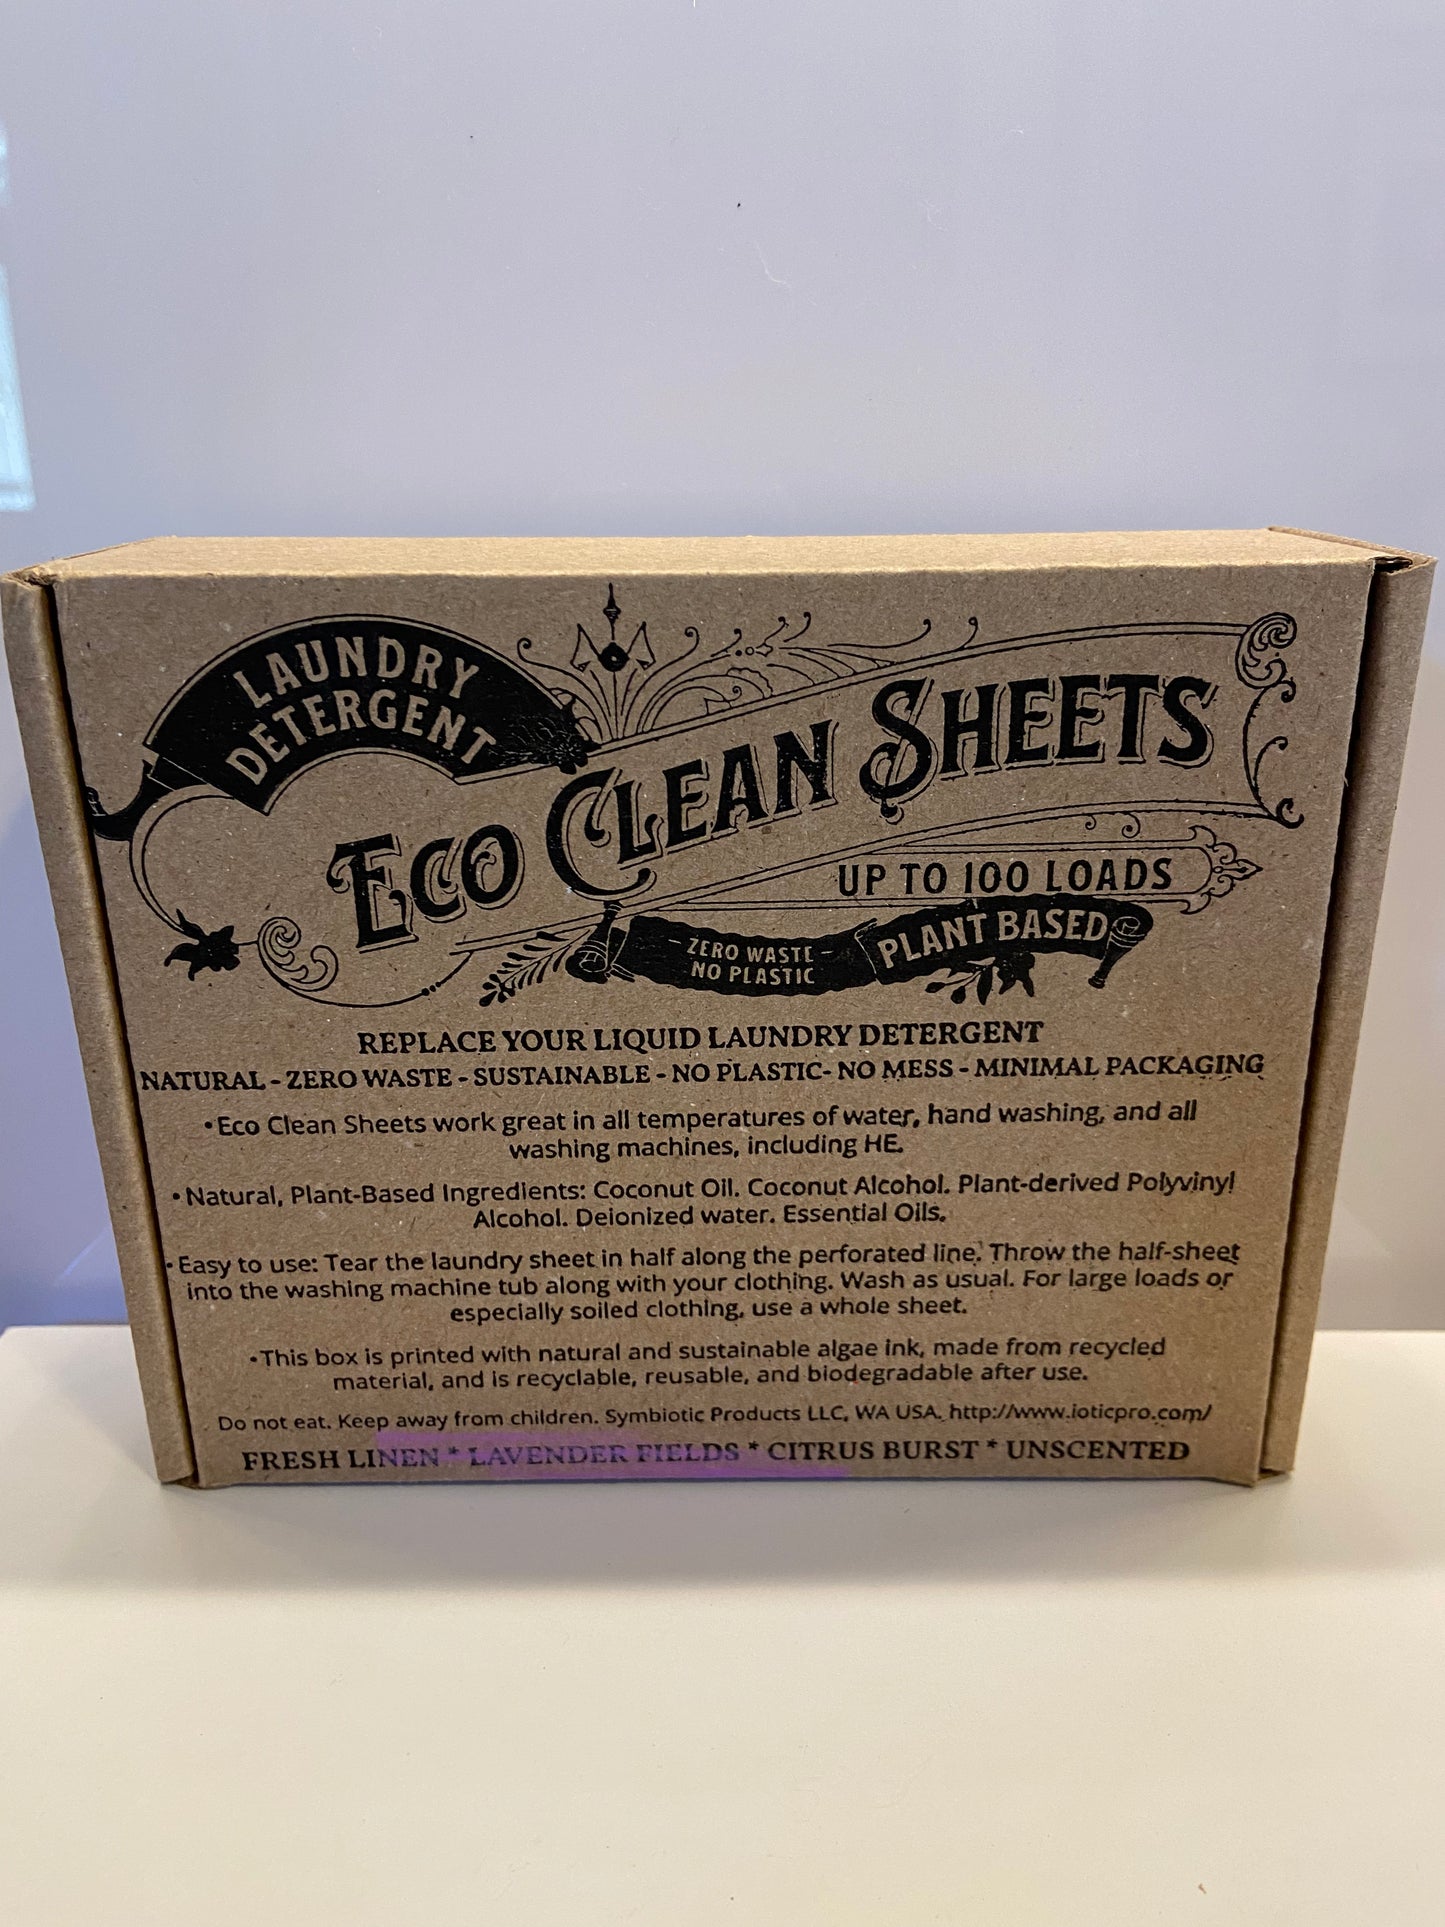 LAUNDRY
DETERGENT
ECO CLEAN SHEETS
UP TO 100 LOADS
- ZERO WASTE -
NO PLASTIC
PLANT BASED
REPLACE YOUR LIQUID LAUNDRY DETERGENT
NATURAL - ZERO WASTE - SUSTAINABLE - NO PLASTIC- NO MESS - MINIMAL PACKAGING
•Eco Clean Sheets work great in all temperatures of water, hand washing, and all
washing machines, including HE.
•Natural, Plant-Based Ingredients: Coconut Oil. Coconut Alcohol. Plant-derived Polyvinyl
Alcohol. Deionized water. Essential Oils.
•Easy to use: Tear the laundry sheet in half along the perforated line. Throw the half-sheet
into the washing machine tub along with your clothing. Wash as usual. For large loads or
especially soiled clothing, use a whole sheet.
•This box is printed with natural and sustainable algae ink, made from recycled
material, and is recyclable, reusable, and biodegradable after use.
Do not eat. Keep away from children. Symbiotic Products LLC, WA USA. http://www.ioticpro.com/
FRESH LINEN * LAVENDER FIELDS * CITRUS BURST * UNSCENTED